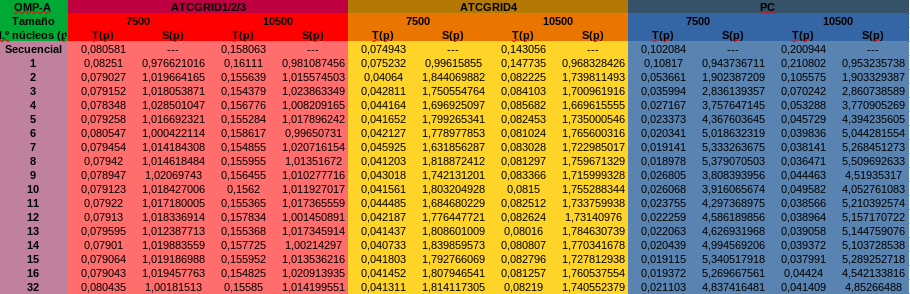 OMP-A ATCGRID1/2/3 ATCGRID4 PC
Tamaño 7500 10500 7500 10500 7500 10500
N.º núcleos (p T(p) S(p) T(p) S(p) T(p) S(p) T(p) S(p) T(p) S(p) T(p) S(p)
Secuencial 0,080581 --- 0,158063 --- 0,074943 --- 0,143056 --- 0,102084 --- 0,200944 ---
1 0,08251 0,976621016 0,16111 0,981087456 0,075232 0,99615855 0,147735 0,968328426 0,10817 0,943736711 0,210802 0,953235738
2 0,079027 1,019664165 0,155639 1,015574503 0,04064 1,844069882 0,082225 1,739811493 0,053661 1,902387209 0,105575 1,903329387
3 0,079152 1,018053871 0,154379 1,023863349 0,042811 1,750554764 0,084103 1,700961916 0,035994 2,836139357 0,070242 2,860738589
4 0,078348 1,028501047 0,156776 1,008209165 0,044164 1,696925097 0,085682 1,669615555 0,027167 3,757647145 0,053288 3,770905269
5 0,079258 1,016692321 0,155284 1,017896242 0,041652 1,799265341 0,082453 1,735000546 0,023373 4,367603645 0,045729 4,394235605
6 0,080547 1,000422114 0,158617 0,99650731 0,042127 1,778977853 0,081024 1,765600316 0,020341 5,018632319 0,039836 5,044281554
7 0,079454 1,014184308 0,154855 1,020716154 0,045925 1,631856287 0,083028 1,722985017 0,019141 5,333263675 0,038141 5,268451273
8 0,07942 1,014618484 0,155955 1,01351672 0,041203 1,818872412 0,081297 1,759671329 0,018978 5,379070503 0,036471 5,509692633
9 0,078947 1,02069743 0,156455 1,010277716 0,043018 1,742131201 0,083366 1,715999328 0,026805 3,808393956 0,044463 4,51935317
10 0,079123 1,018427006 0,1562 1,011927017 0,041561 1,803204928 0,0815 1,755288344 0,026068 3,916065674 0,049582 4,052761083
11 0,07922 1,017180005 0,155365 1,017365559 0,044485 1,684680229 0,082512 1,733759938 0,023755 4,297368975 0,038566 5,210392574
12 0,07913 1,018336914 0,157834 1,001450891 0,042187 1,776447721 0,082624 1,73140976 0,022259 4,586189856 0,038964 5,157170722
13 0,079595 1,012387713 0,155368 1,017345914 0,041437 1,808601009 0,08016 1,784630739 0,022063 4,626931968 0,039058 5,144759076
14 0,07901 1,019883559 0,157725 1,00214297 0,040733 1,839859573 0,080807 1,770341678 0,020439 4,994569206 0,039372 5,103728538
15 0,079064 1,019186988 0,155952 1,013536216 0,041803 1,792766069 0,082796 1,727812938 0,019115 5,340517918 0,037991 5,289252718
16 0,079043 1,019457763 0,154825 1,020913935 0,041452 1,807946541 0,081257 1,760537554 0,019372 5,269667561 0,04424 4,542133816
32 0,080435 1,00181513 0,15585 1,014199551 0,041311 1,814117305 0,08219 1,740552379 0,021103 4,837416481 0,041409 4,85266488